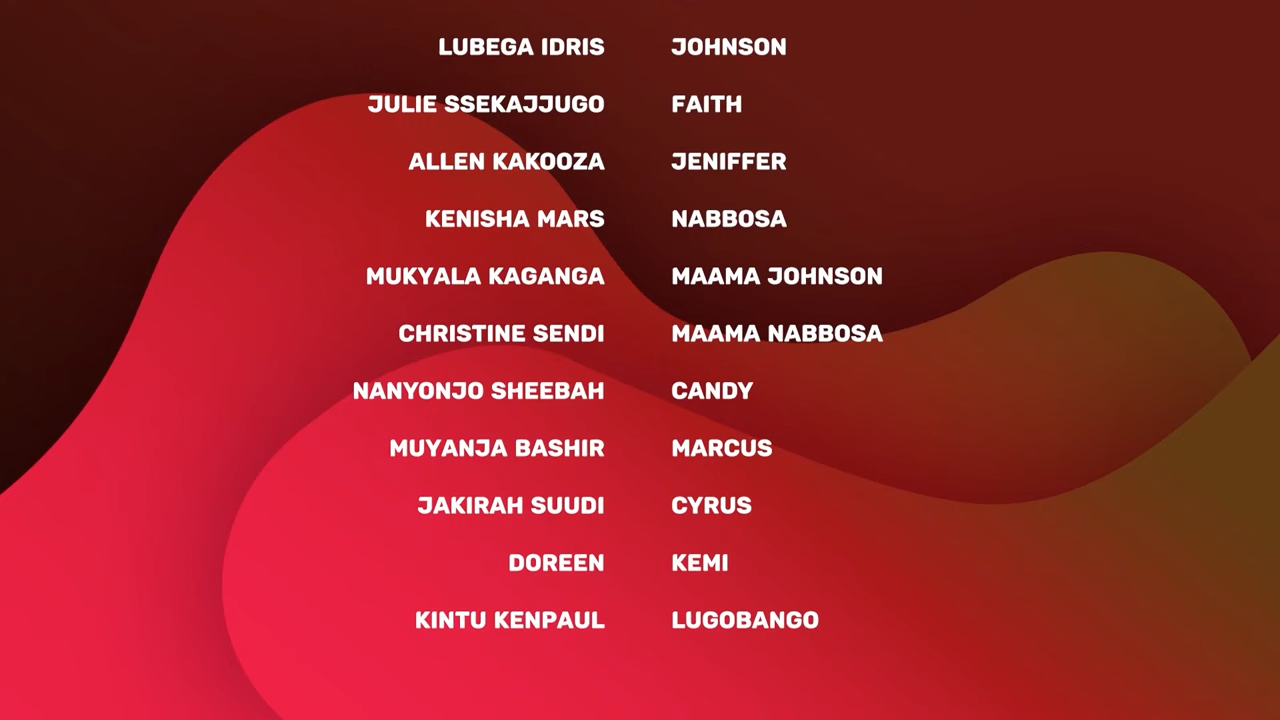 LUBEGA IDRIS JOHNSON
JULIE SSEKAJJUGO FAITH
ALLEN KAKOOZA JENIFFER
KENISHA MARS NABBOSA
MUKYALA KAGANGA MAAMA JOHNSON
CHRISTINE SENDI MAAMA NABBOSA
NANYONJO SHEEBAH CANDY
MUYANJA BASHIR MARCUS
JAKIRAH SUUDI CYRUS
DOREEN KEMI
KINTU KENPAUL LUGOBANGO